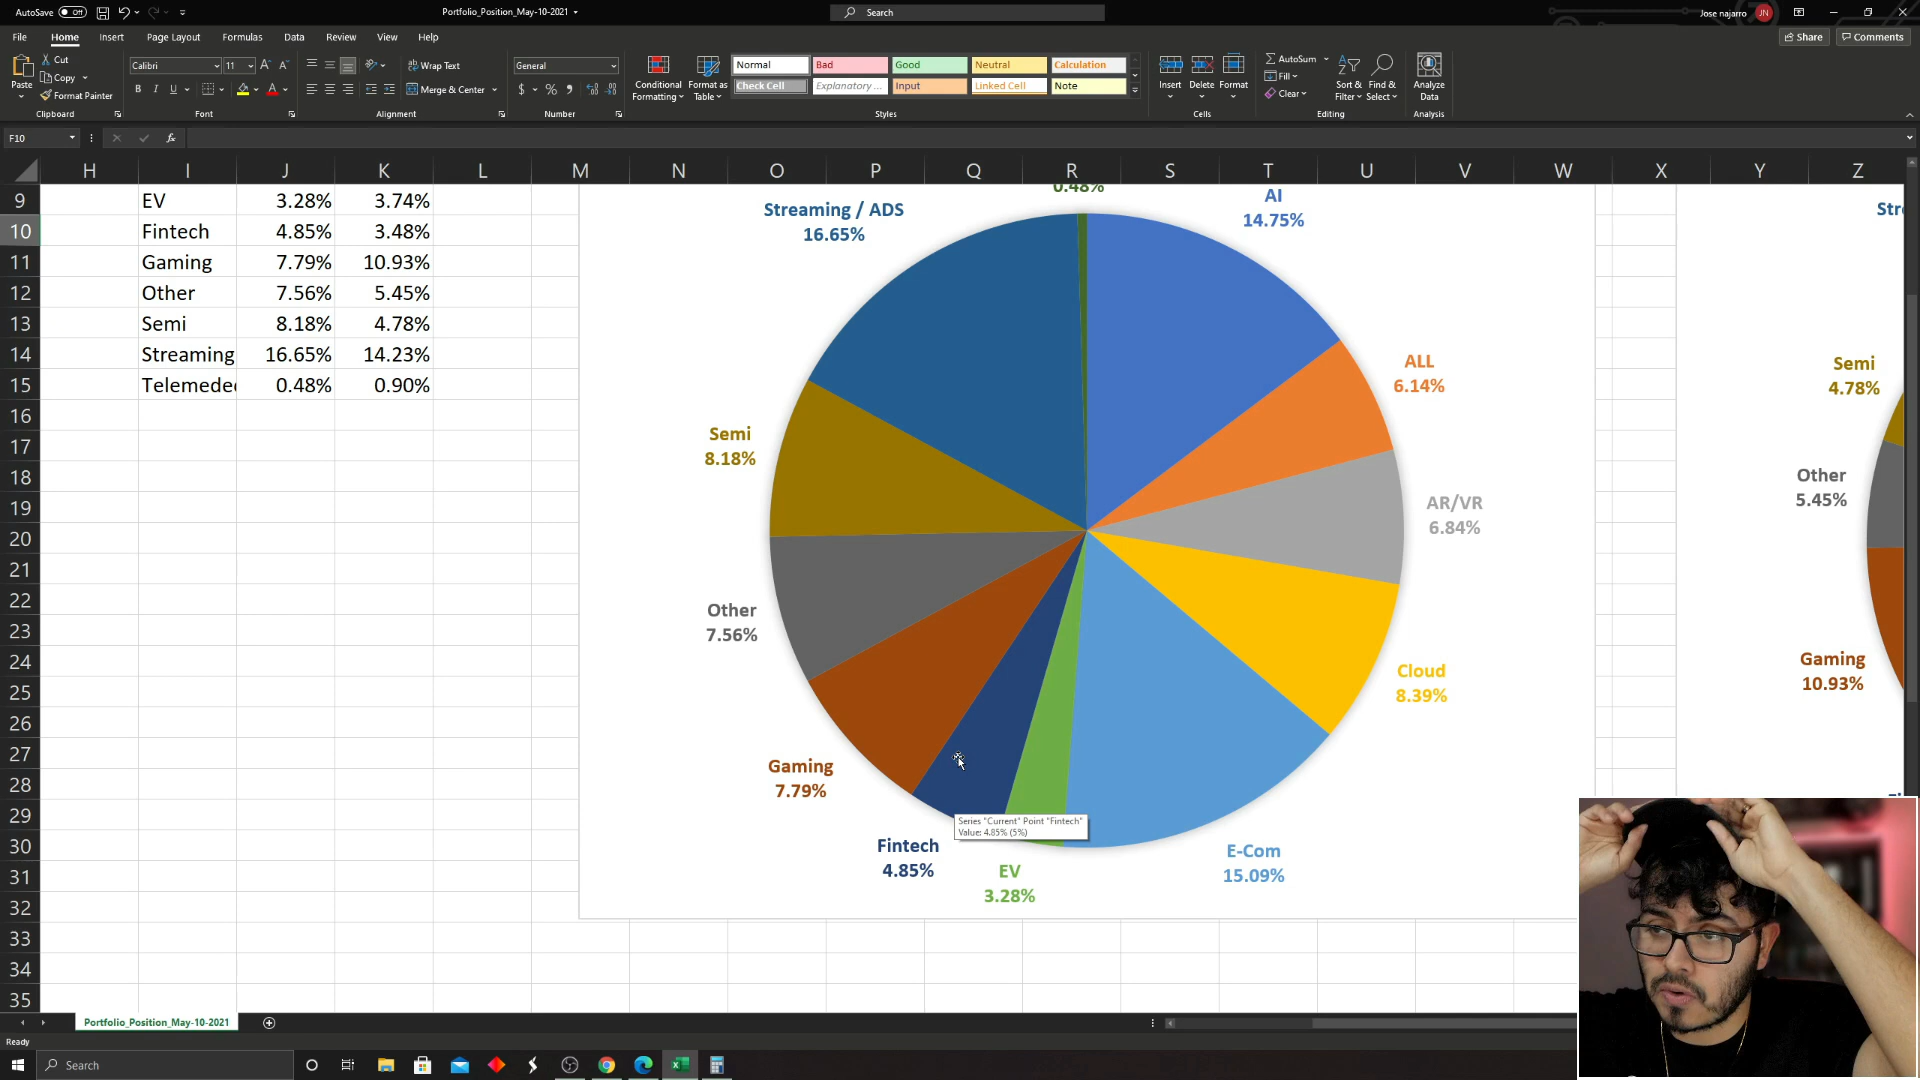 AutoSave Off
Portfolio_Position_May-10-2021
Search
Jose najarro JN
File Home Insert Page Layout Formulas Data Review View Help
Share Comments
Paste
Cut
Copy
Format Painter
Clipboard
Calibri 11
B I U
Font
Wrap Text
Merge & Center
Alignment
General
$ % ,
Number
Conditional Formatting
Format as Table
Normal Bad Good Neutral Calculation
Check Cell Explanatory ... Input Linked Cell Note
Styles
Insert Delete Format
Cells
AutoSum
Fill
Clear
Sort & Filter
Find & Select
Editing
Analyze Data
Analysis
F10 fx
H I J K L M N O P Q R S T U V W X Y Z
9 EV 3.28% 3.74%
10 Fintech 4.85% 3.48%
11 Gaming 7.79% 10.93%
12 Other 7.56% 5.45%
13 Semi 8.18% 4.78%
14 Streaming 16.65% 14.23%
15 Telemede 0.48% 0.90%
16
17
18
19
20
21
22
23
24
25
26
27
28
29
30
31
32
33
34
35
0.48%
AI
14.75%
Streaming / ADS
16.65%
ALL
6.14%
Semi
8.18%
AR/VR
6.84%
Other
7.56%
Cloud
8.39%
Gaming
7.79%
Series "Current" Point "Fintech"
Value: 4.85% (5%)
Fintech
4.85%
EV
3.28%
E-Com
15.09%
Str
Semi
4.78%
Other
5.45%
Gaming
10.93%
Portfolio_Position_May-10-2021
Ready
Search